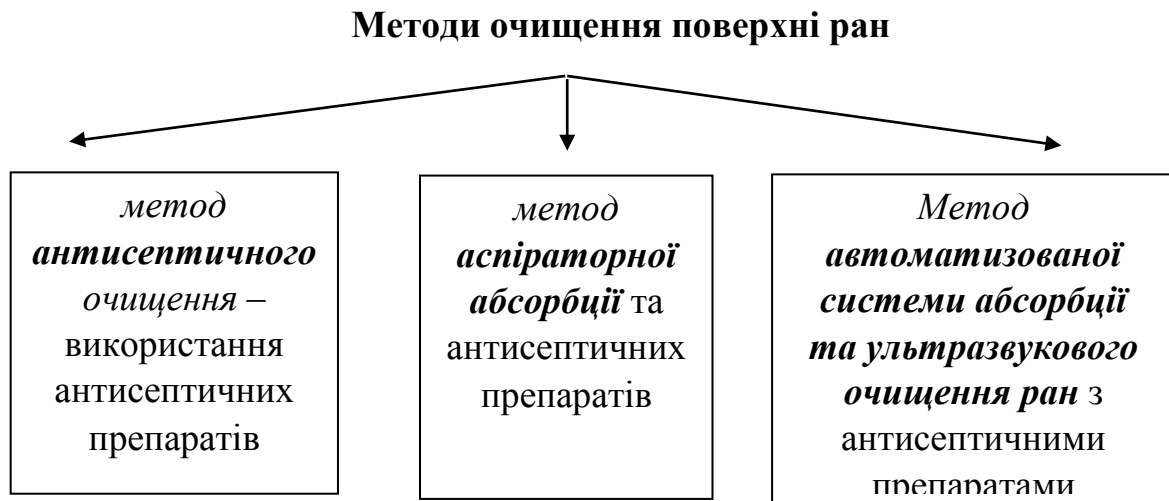 Методи очищення поверхні ран
метод
антисептичного
очищення –
використання
антисептичних
препаратів
метод
аспіраторної
абсорбції та
антисептичних
препаратів
Метод
автоматизованої
системи абсорбції
та ультразвукового
очищення ран з
антисептичними
препаратами